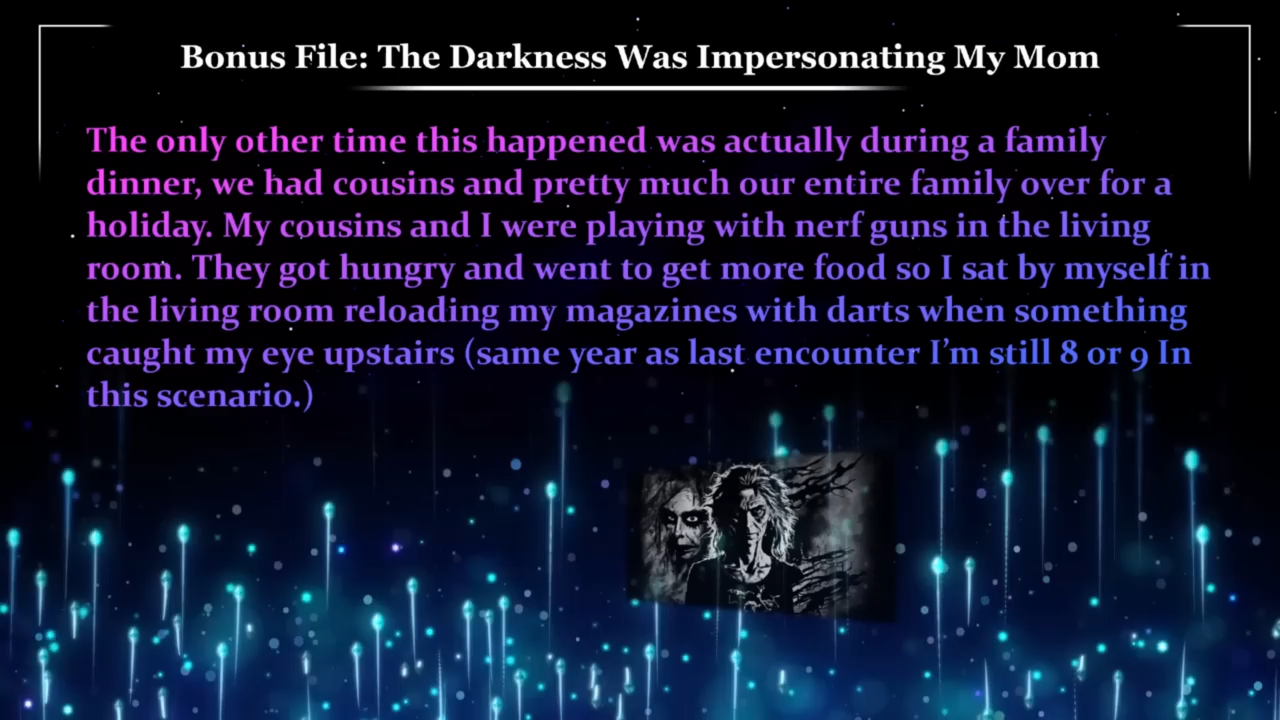 Bonus File: The Darkness Was Impersonating My Mom
The only other time this happened was actually during a family
dinner, we had cousins and pretty much our entire family over for a
holiday. My cousins and I were playing with nerf guns in the living
room. They got hungry and went to get more food so I sat by myself in
the living room reloading my magazines with darts when something
caught my eye upstairs (same year as last encounter I’m still 8 or 9 In
this scenario.)